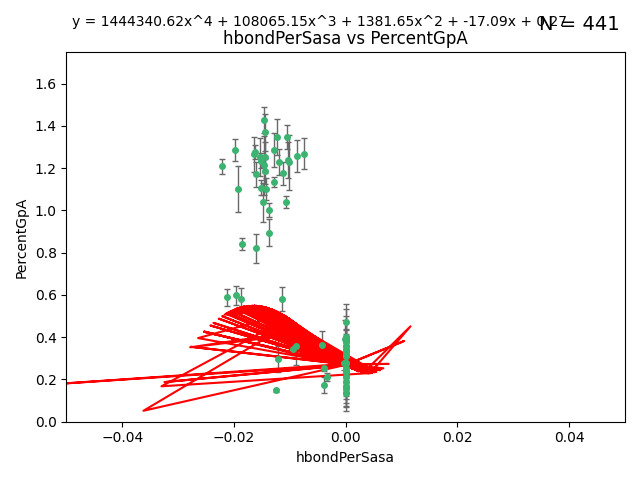 y = 1444340.62x^4 + 108065.15x^3 + 1381.65x^2 + -17.09x + 0.27
N = 441
hbondPerSasa vs PercentGpA
PercentGpA
1.6
1.4
1.2
1.0
0.8
0.6
0.4
0.2
0.0
−0.04 −0.02 0.00 0.02 0.04
hbondPerSasa